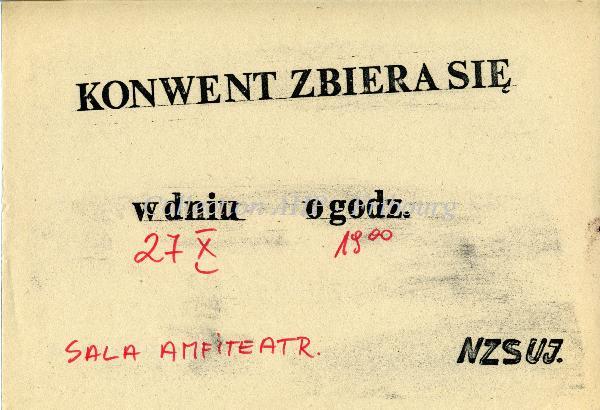 KONWENT ZBIERA SIĘ
w dniu o godz.
27 X 19⁰⁰
SALA AMFITEATR.
NZS UJ.